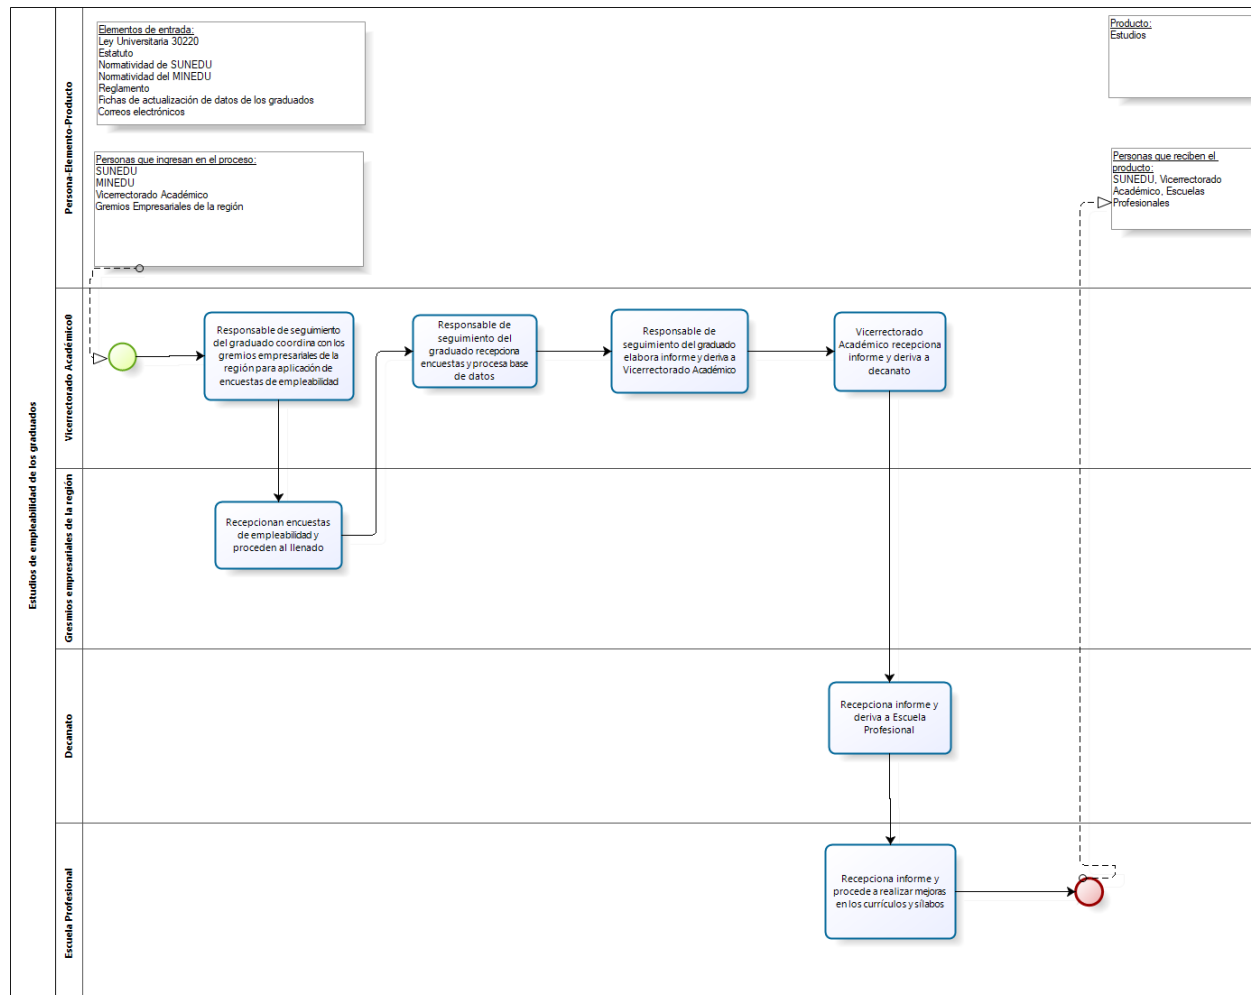 Estudios de empleabilidad de los graduados
Persona-Elemento-Producto
Elementos de entrada:
Ley Universitaria 30220
Estatuto
Normatividad de SUNEDU
Normatividad del MINEDU
Reglamento
Fichas de actualización de datos de los graduados
Correos electrónicos
Personas que ingresan en el proceso:
SUNEDU
MINEDU
Vicerrectorado Académico
Gremios Empresariales de la región
Producto:
Estudios
Personas que reciben el
producto:
SUNEDU, Vicerrectorado
Académico, Escuelas
Profesionales
Vicerrectorado Académico0
Responsable de seguimiento
del graduado coordina con los
gremios empresariales de la
región para aplicación de
encuestas de empleabilidad
Responsable de
seguimiento del
graduado recepciona
encuestas y procesa base
de datos
Responsable de
seguimiento del graduado
elabora informe y deriva a
Vicerrectorado Académico
Vicerrectorado
Académico recepciona
informe y deriva a
decanato
Gresmios empresariales de la región
Recepcionan encuestas
de empleabilidad y
proceden al llenado
Decanato
Recepciona informe y
deriva a Escuela
Profesional
Escuela Profesional
Recepciona informe y
procede a realizar mejoras
en los currículos y sílabos